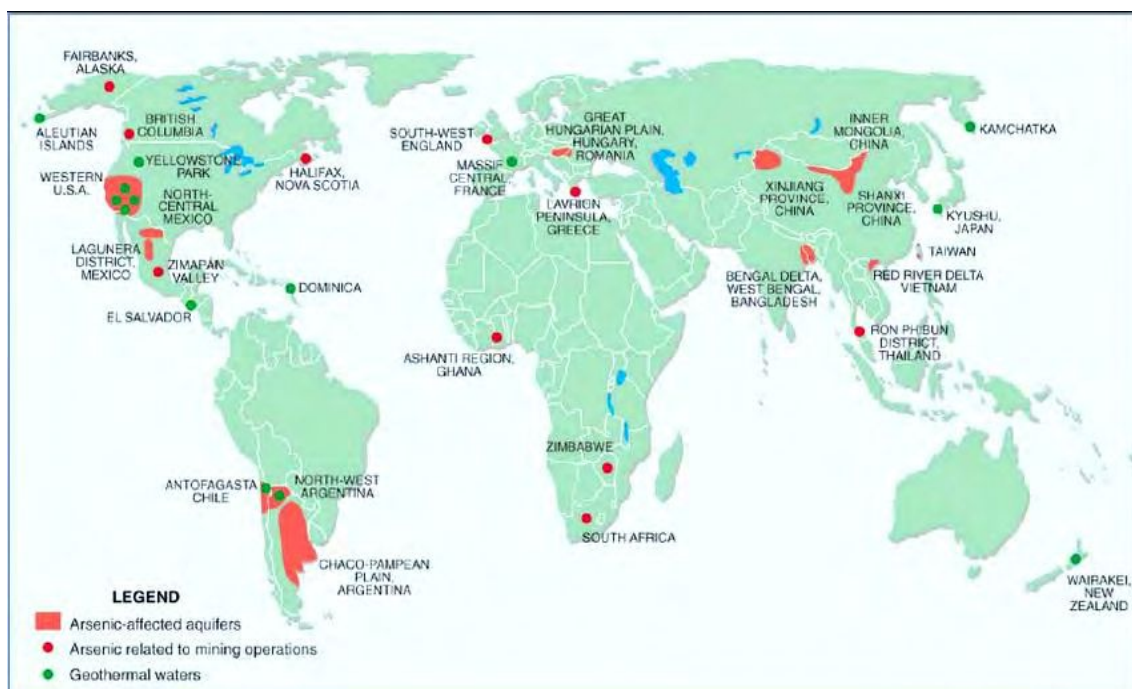 FAIRBANKS,
ALASKA
ALEUTIAN
ISLANDS
BRITISH
COLUMBIA
YELLOWSTONE
PARK
WESTERN
U.S.A.
NORTH-
CENTRAL
MEXICO
HALIFAX,
NOVA SCOTIA
LAGUNERA
DISTRICT,
MEXICO
ZIMAPAN
VALLEY
DOMINICA
EL SALVADOR
SOUTH-WEST
ENGLAND
MASSIF
CENTRAL,
FRANCE
GREAT
HUNGARIAN PLAIN,
HUNGARY,
ROMANIA
LAVRION
PENINSULA,
GREECE
INNER
MONGOLIA,
CHINA
KAMCHATKA
XINJIANG
PROVINCE,
CHINA
SHANXI
PROVINCE,
CHINA
KYUSHU,
JAPAN
TAIWAN
BENGAL DELTA,
WEST BENGAL,
BANGLADESH
RED RIVER DELTA
VIETNAM
RON PHIBUN
DISTRICT,
THAILAND
ASHANTI REGION,
GHANA
ZIMBABWE
SOUTH AFRICA
ANTOFAGASTA
CHILE
NORTH-WEST
ARGENTINA
CHACO-PAMPEAN
PLAIN,
ARGENTINA
WAIRAKEI,
NEW
ZEALAND
LEGEND
Arsenic-affected aquifers
Arsenic related to mining operations
Geothermal waters